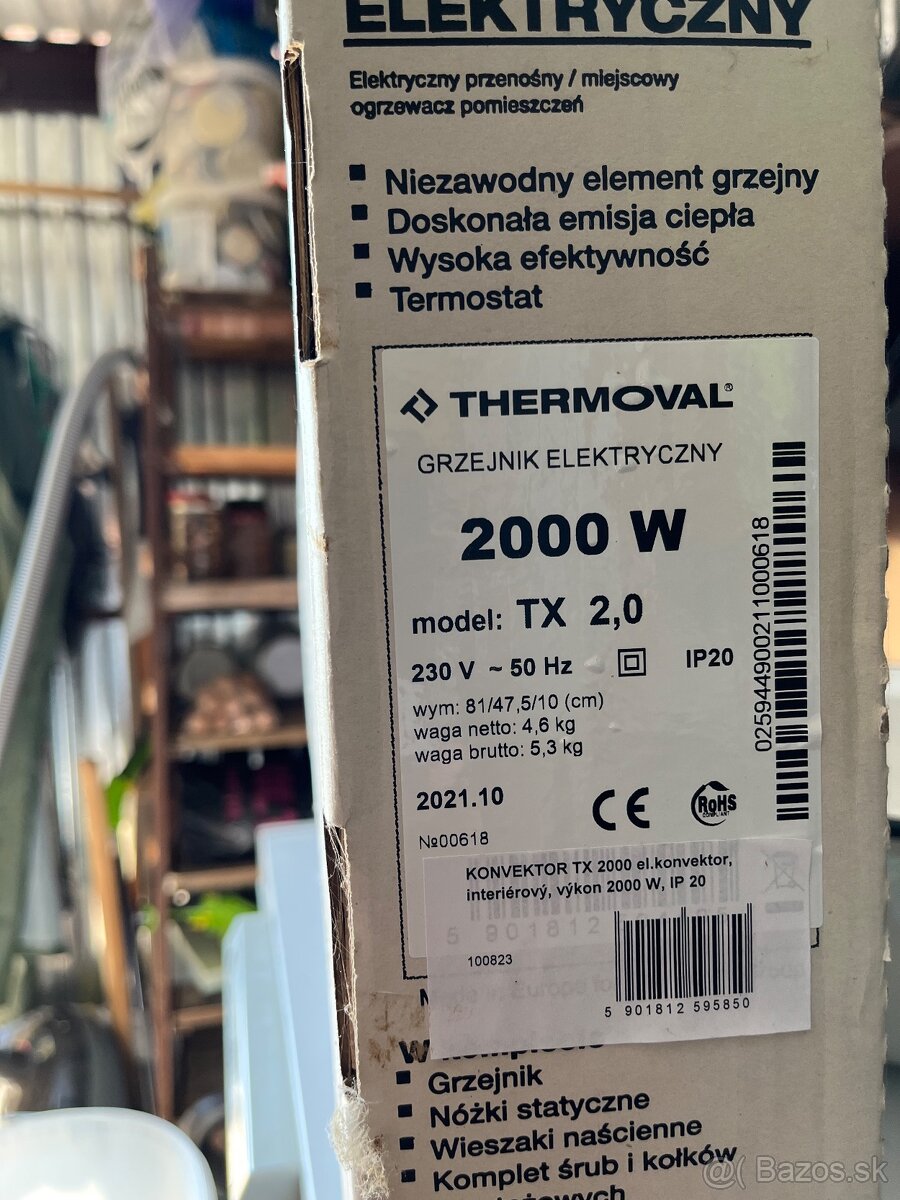 ELEKTRYCZNY
Elektryczny przenośny / miejscowy
ogrzewacz pomieszczeń
Niezawodny element grzejny
Doskonała emisja ciepła
Wysoka efektywność
Termostat
THERMOVAL®
GRZEJNIK ELEKTRYCZNY
2000 W
model: TX 2,0
230 V ~ 50 Hz IP20
wym: 81/47,5/10 (cm)
waga netto: 4,6 kg
waga brutto: 5,3 kg
2021.10
CE RoHS
COMPLIANT
№00618
025944900211000618
KONVEKTOR TX 2000 el.konvektor,
interiérový, výkon 2000 W, IP 20
100823
5 901812 595850
Grzejnik
Nóżki statyczne
Wieszaki naścienne
Komplet śrub i kołków
Bazos.sk